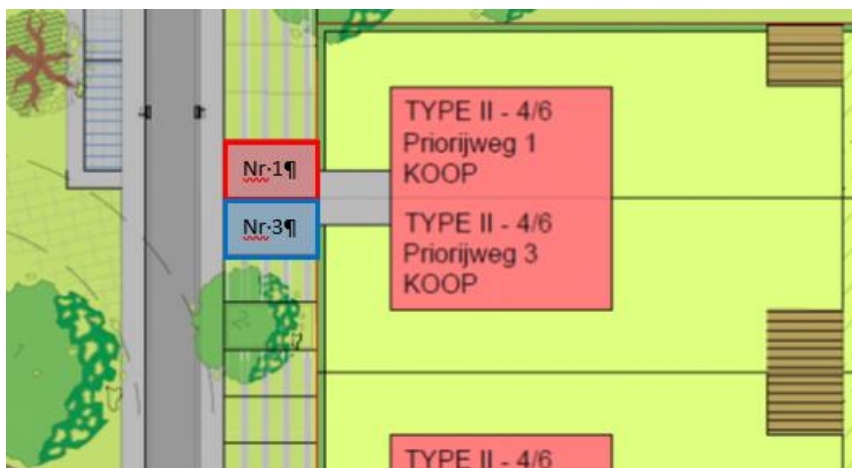 TYPE II - 4/6
Priorijweg 1
KOOP
Nr·1¶
TYPE II - 4/6
Priorijweg 3
KOOP
Nr·3¶
TYPE II - 4/6